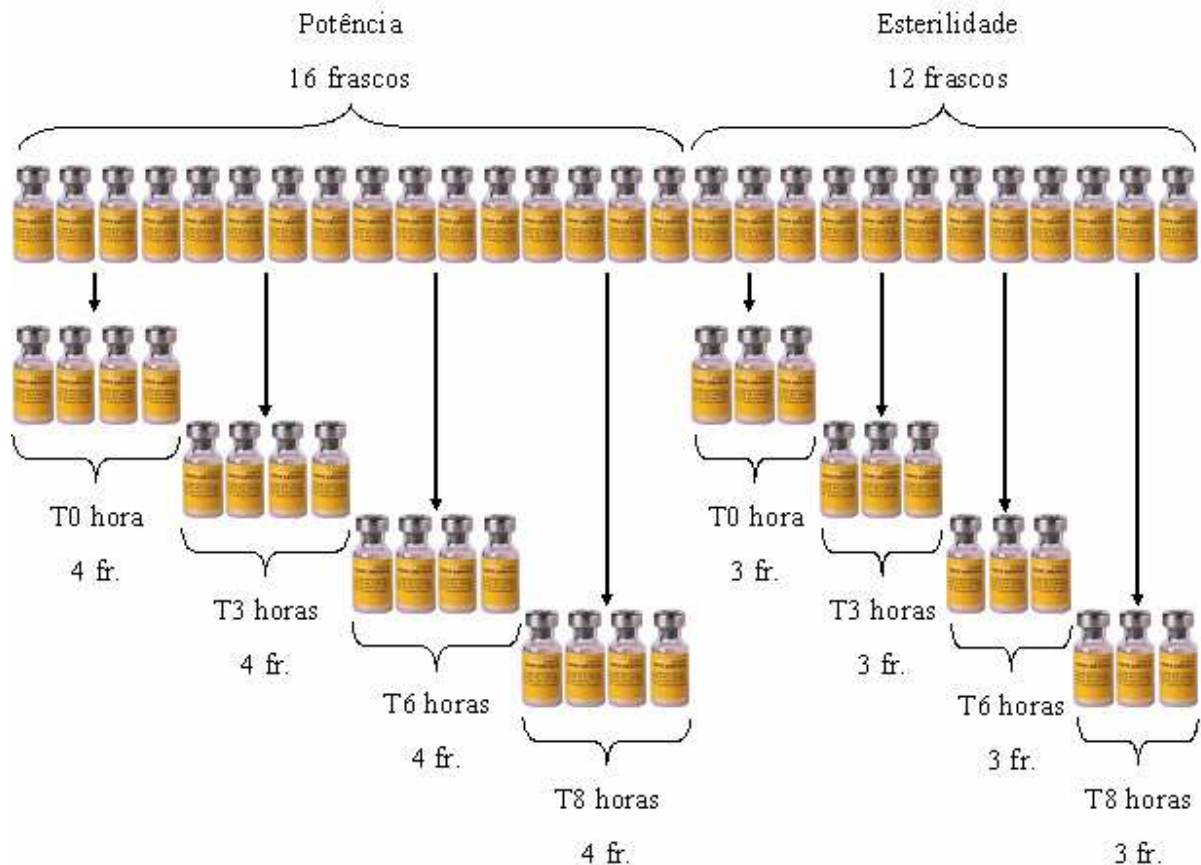 Potência
16 frascos
Esterilidade
12 frascos
T0 hora
4 fr.
T3 horas
4 fr.
T6 horas
4 fr.
T8 horas
4 fr.
T0 hora
3 fr.
T3 horas
3 fr.
T6 horas
3 fr.
T8 horas
3 fr.